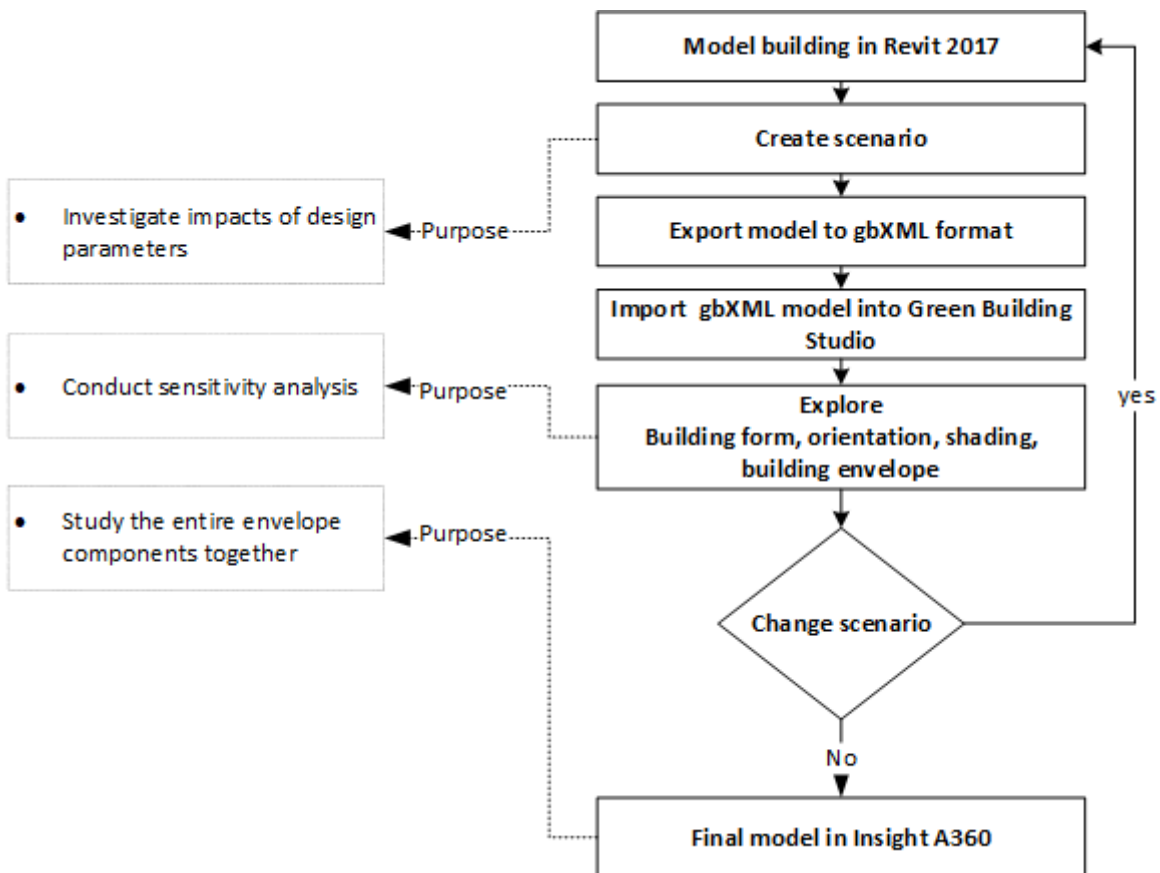 Model building in Revit 2017
Create scenario
• Investigate impacts of design
parameters
Purpose
Export model to gbXML format
Import gbXML model into Green Building
Studio
• Conduct sensitivity analysis
Purpose
Explore
Building form, orientation, shading,
building envelope
yes
• Study the entire envelope
components together
Purpose
Change scenario
No
Final model in Insight A360